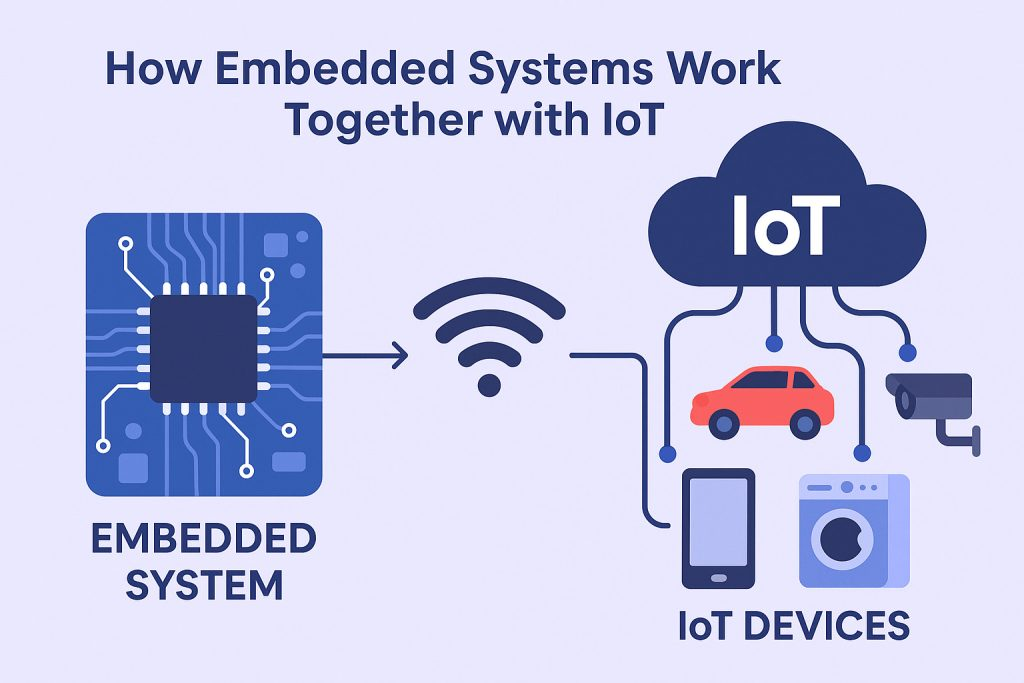 How Embedded Systems Work
Together with IoT
IoT
EMBEDDED
SYSTEM
IoT DEVICES